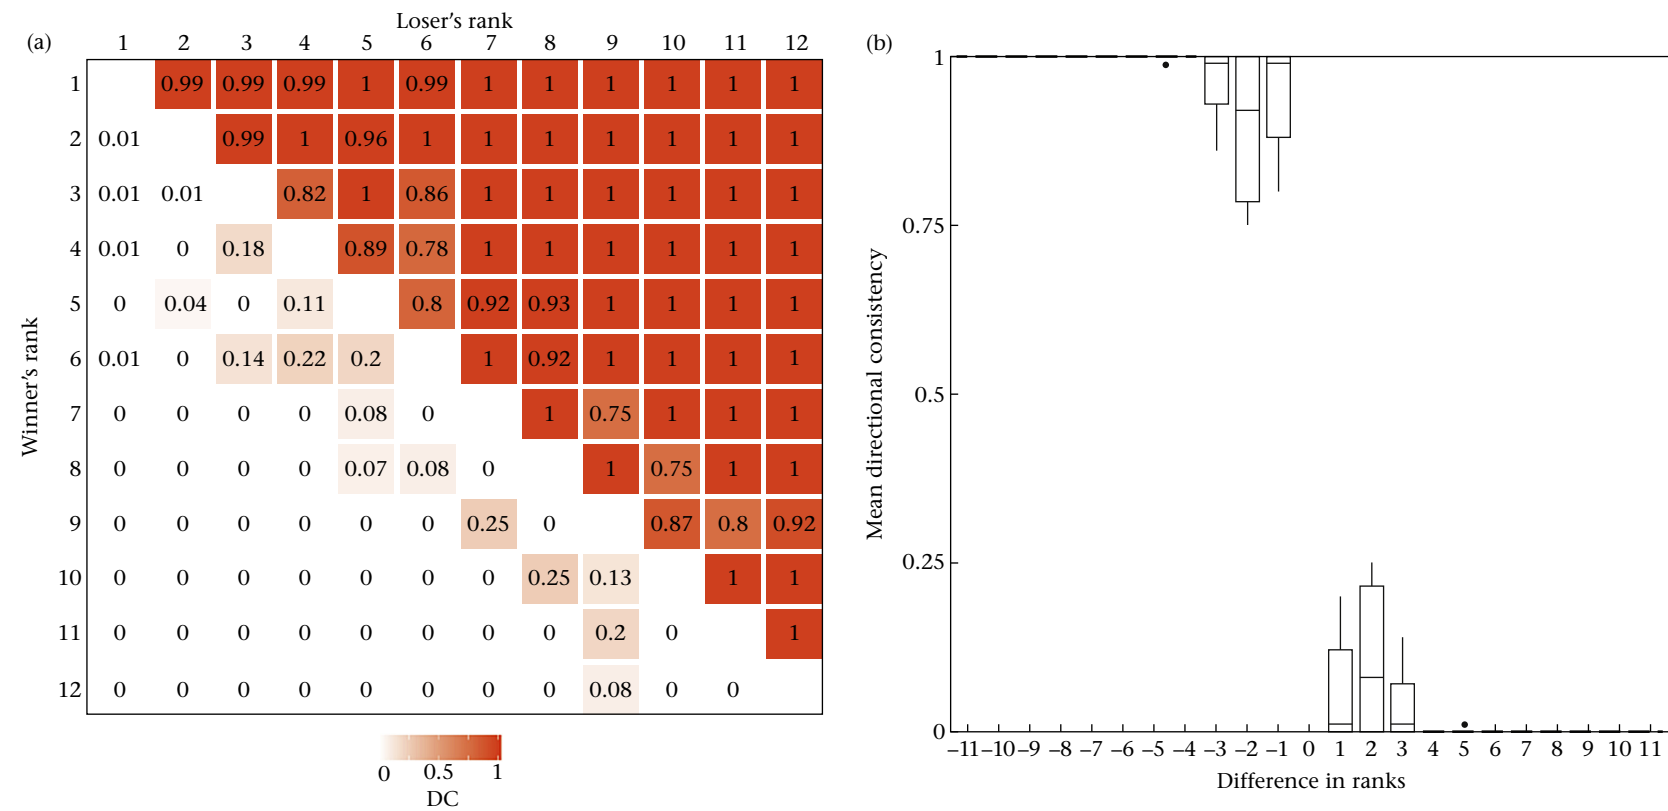 (a)
Loser's rank
1 2 3 4 5 6 7 8 9 10 11 12
Winner's rank
1 0.99 0.99 0.99 1 0.99 1 1 1 1 1 1
2 0.01 0.99 1 0.96 1 1 1 1 1 1 1
3 0.01 0.01 0.82 1 0.86 1 1 1 1 1 1
4 0.01 0 0.18 0.89 0.78 1 1 1 1 1 1
5 0 0.04 0 0.11 0.8 0.92 0.93 1 1 1 1
6 0.01 0 0.14 0.22 0.2 1 0.92 1 1 1 1
7 0 0 0 0 0.08 0 1 0.75 1 1 1
8 0 0 0 0 0.07 0.08 0 1 0.75 1 1
9 0 0 0 0 0 0 0.25 0 0.87 0.8 0.92
10 0 0 0 0 0 0 0 0.25 0.13 1 1
11 0 0 0 0 0 0 0 0 0.2 0 1
12 0 0 0 0 0 0 0 0 0.08 0 0
0 0.5 1
DC
(b)
Mean directional consistency
1
0.75
0.5
0.25
0
−11 −10 −9 −8 −7 −6 −5 −4 −3 −2 −1 0 1 2 3 4 5 6 7 8 9 10 11
Difference in ranks